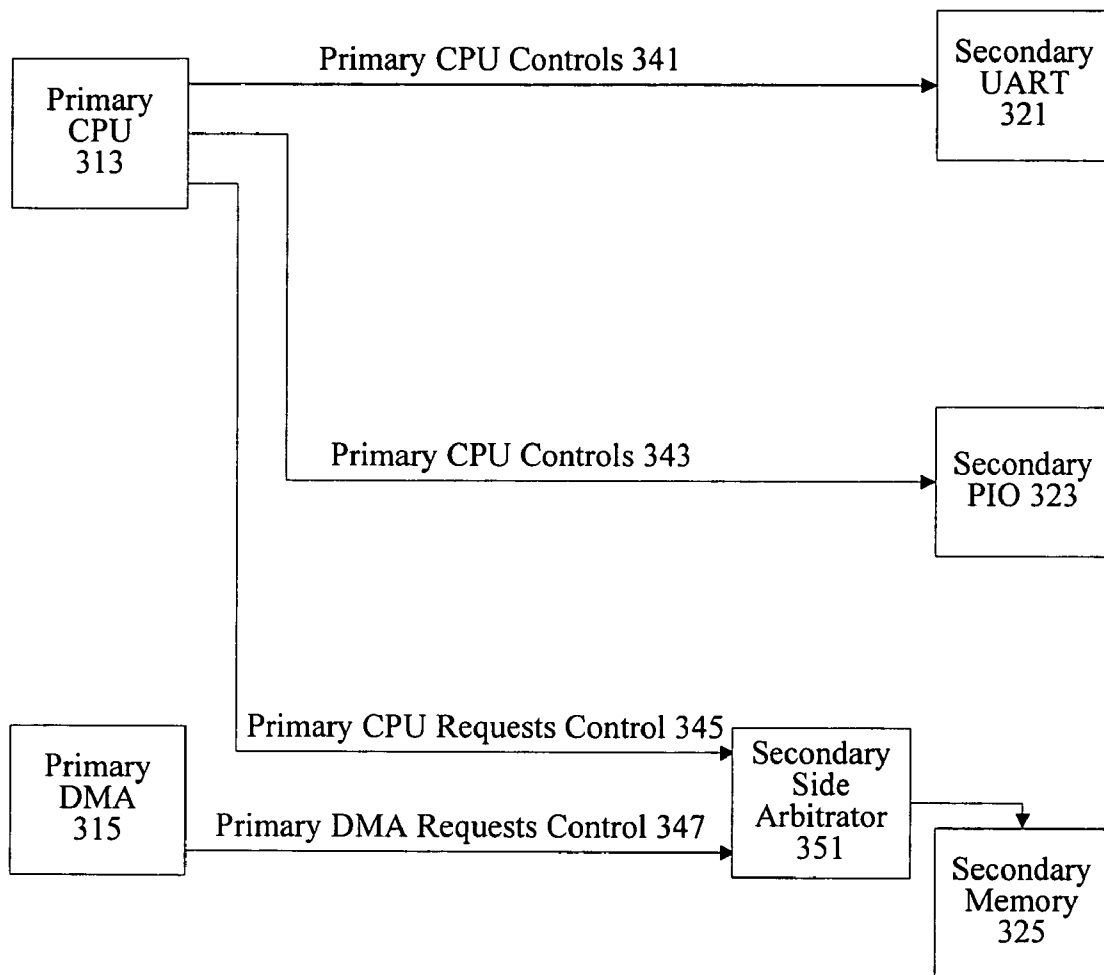 Primary CPU Controls 341
Secondary
UART
321
Primary
CPU
313
Primary CPU Controls 343
Secondary
PIO 323
Primary CPU Requests Control 345
Primary
DMA
315
Primary DMA Requests Control 347
Secondary
Side
Arbitrator
351
Secondary
Memory
325